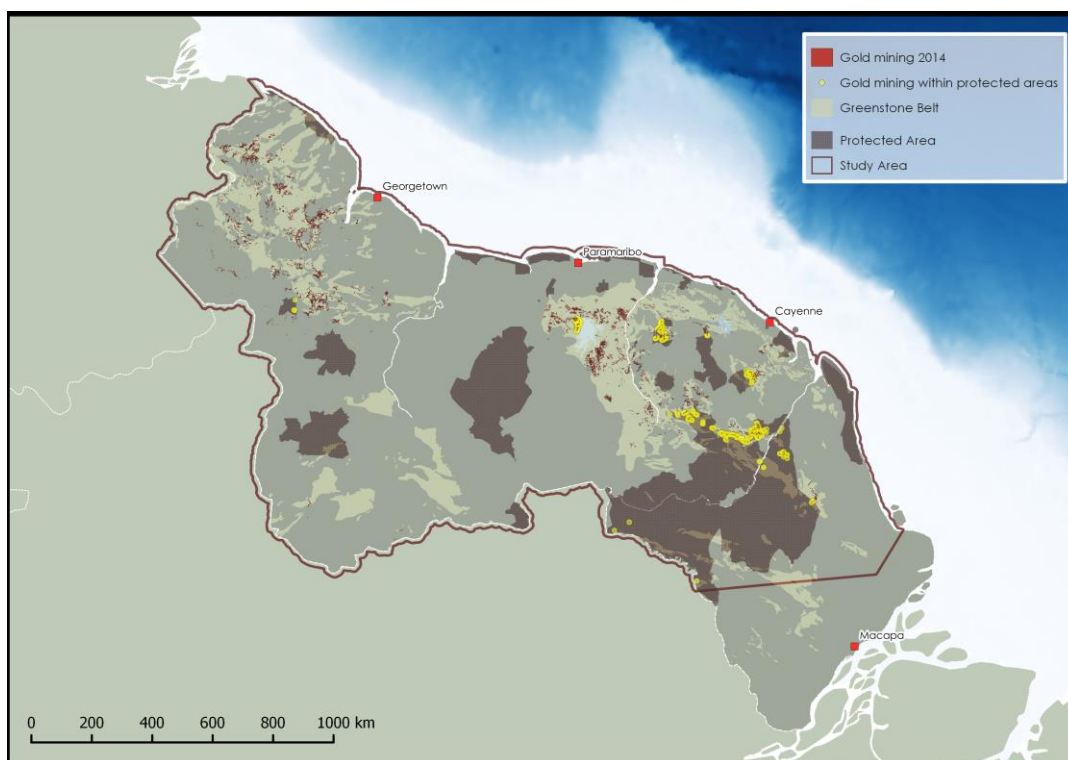 Gold mining 2014
Gold mining within protected areas
Greenstone Belt
Protected Area
Study Area
Georgetown
Paramaribo
Cayenne
Macapa
0 200 400 600 800 1000 km